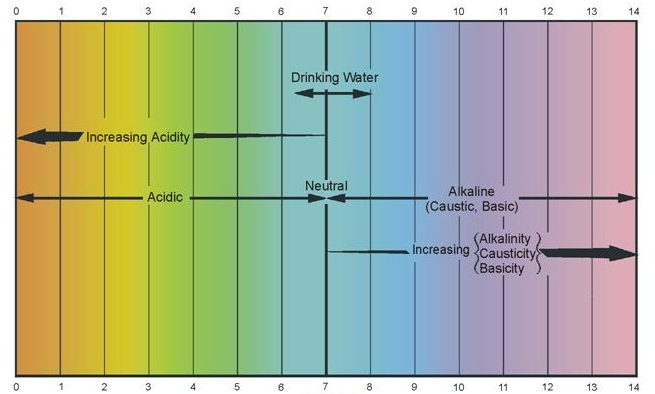 0 1 2 3 4 5 6 7 8 9 10 11 12 13 14
Drinking Water
Increasing Acidity
Neutral
Acidic
Alkaline
(Caustic, Basic)
Increasing {Alkalinity}
{Causticity}
{Basicity}
0 1 2 3 4 5 6 7 8 9 10 11 12 13 14